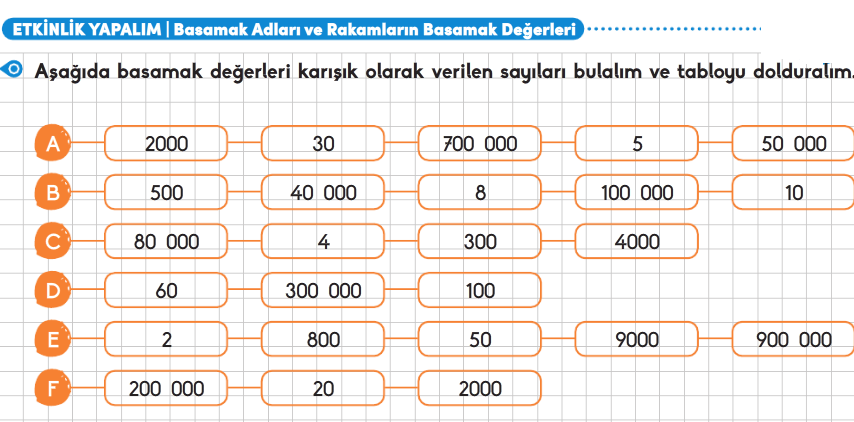 ETKİNLİK YAPALIM | Basamak Adları ve Rakamların Basamak Değerleri
Aşağıda basamak değerleri karışık olarak verilen sayıları bulalım ve tabloyu dolduralım.
A 2000 30 700 000 5 50 000
B 500 40 000 8 100 000 10
C 80 000 4 300 4000
D 60 300 000 100
E 2 800 50 9000 900 000
F 200 000 20 2000